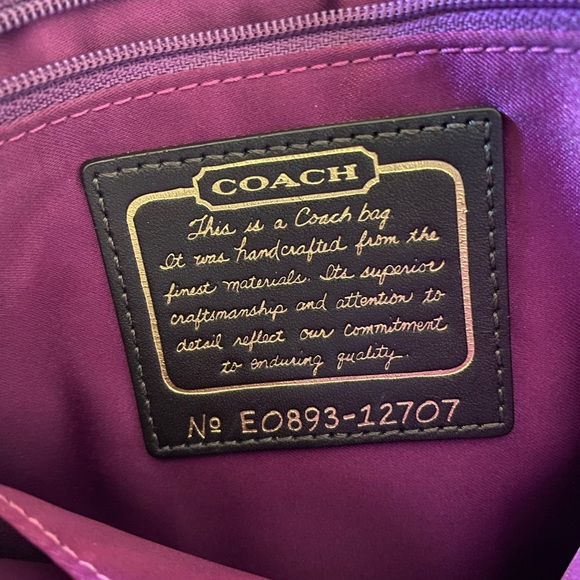 COACH
This is a Coach bag
It was handcrafted from the
finest materials. Its superior
craftsmanship and attention to
detail reflect our commitment
to enduring quality.
Nº E0893-12707